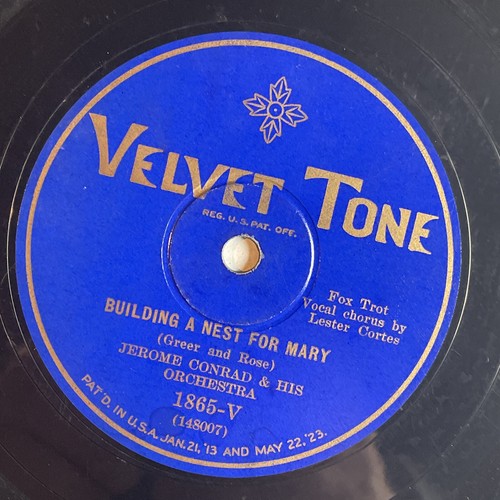 VELVET TONE
REG. U.S. PAT. OFF.
Fox Trot
Vocal chorus by
Lester Cortes
BUILDING A NEST FOR MARY
(Greer and Rose)
JEROME CONRAD & HIS
ORCHESTRA
1865-V
(148007)
PAT'D. IN U.S.A. JAN. 21, '13 AND MAY 22, '23.